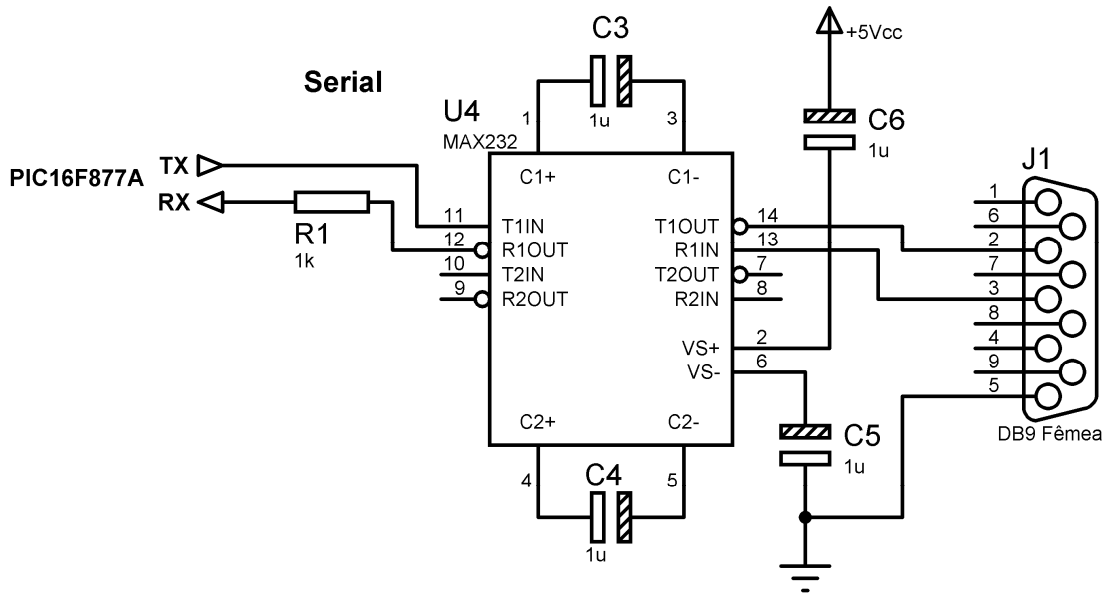 Serial
PIC16F877A
TX
RX
R1
1k
U4
MAX232
C3
1u
1
3
C1+
C1-
11
T1IN
12
R1OUT
10
T2IN
9
R2OUT
T1OUT
14
R1IN
13
T2OUT
7
R2IN
8
VS+
2
VS-
6
C2+
C2-
4
5
C4
1u
+5Vcc
C6
1u
C5
1u
J1
1
6
2
7
3
8
4
9
5
DB9 Fêmea